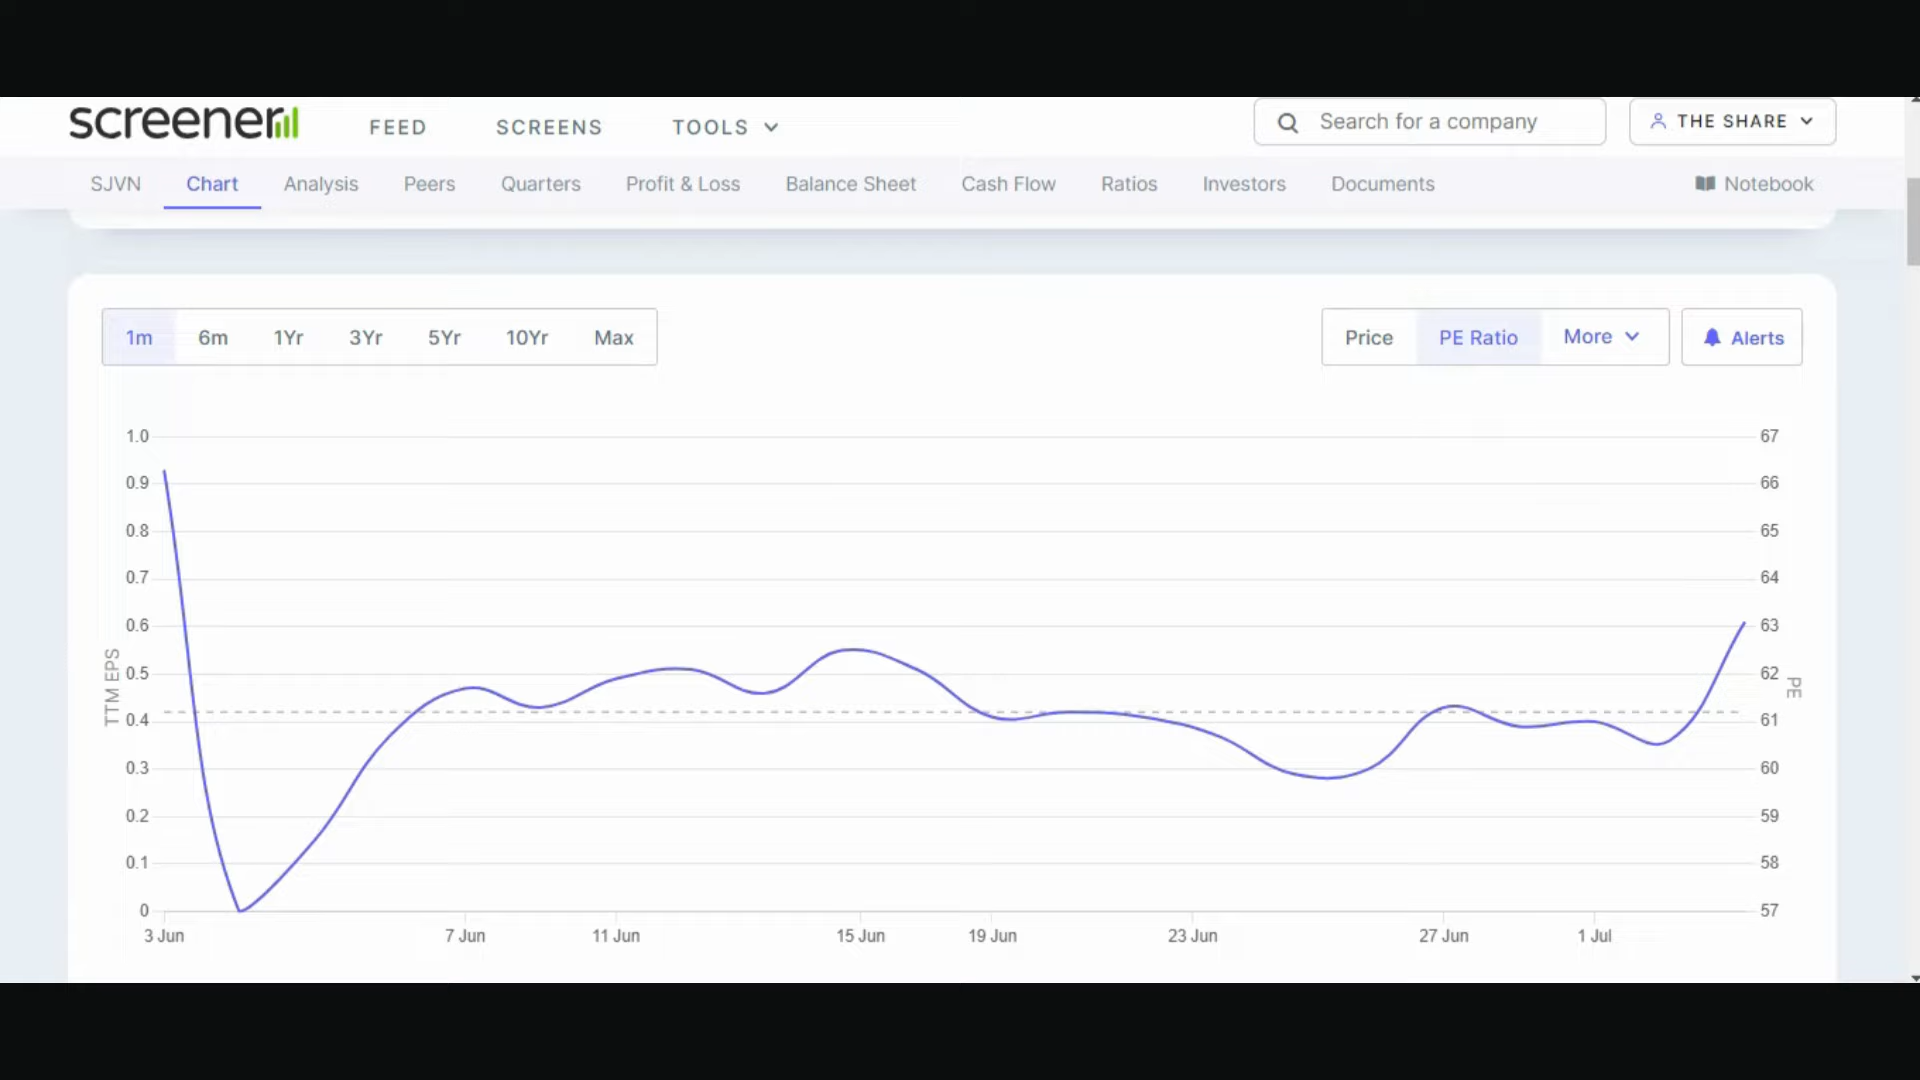 screener FEED SCREENS TOOLS Search for a company THE SHARE
SJVN Chart Analysis Peers Quarters Profit & Loss Balance Sheet Cash Flow Ratios Investors Documents Notebook
1m 6m 1Yr 3Yr 5Yr 10Yr Max Price PE Ratio More Alerts
1.0 67
0.9 66
0.8 65
0.7 64
0.6 63
0.5 62
TTM EPS PE
0.4 61
0.3 60
0.2 59
0.1 58
0 57
3 Jun 7 Jun 11 Jun 15 Jun 19 Jun 23 Jun 27 Jun 1 Jul